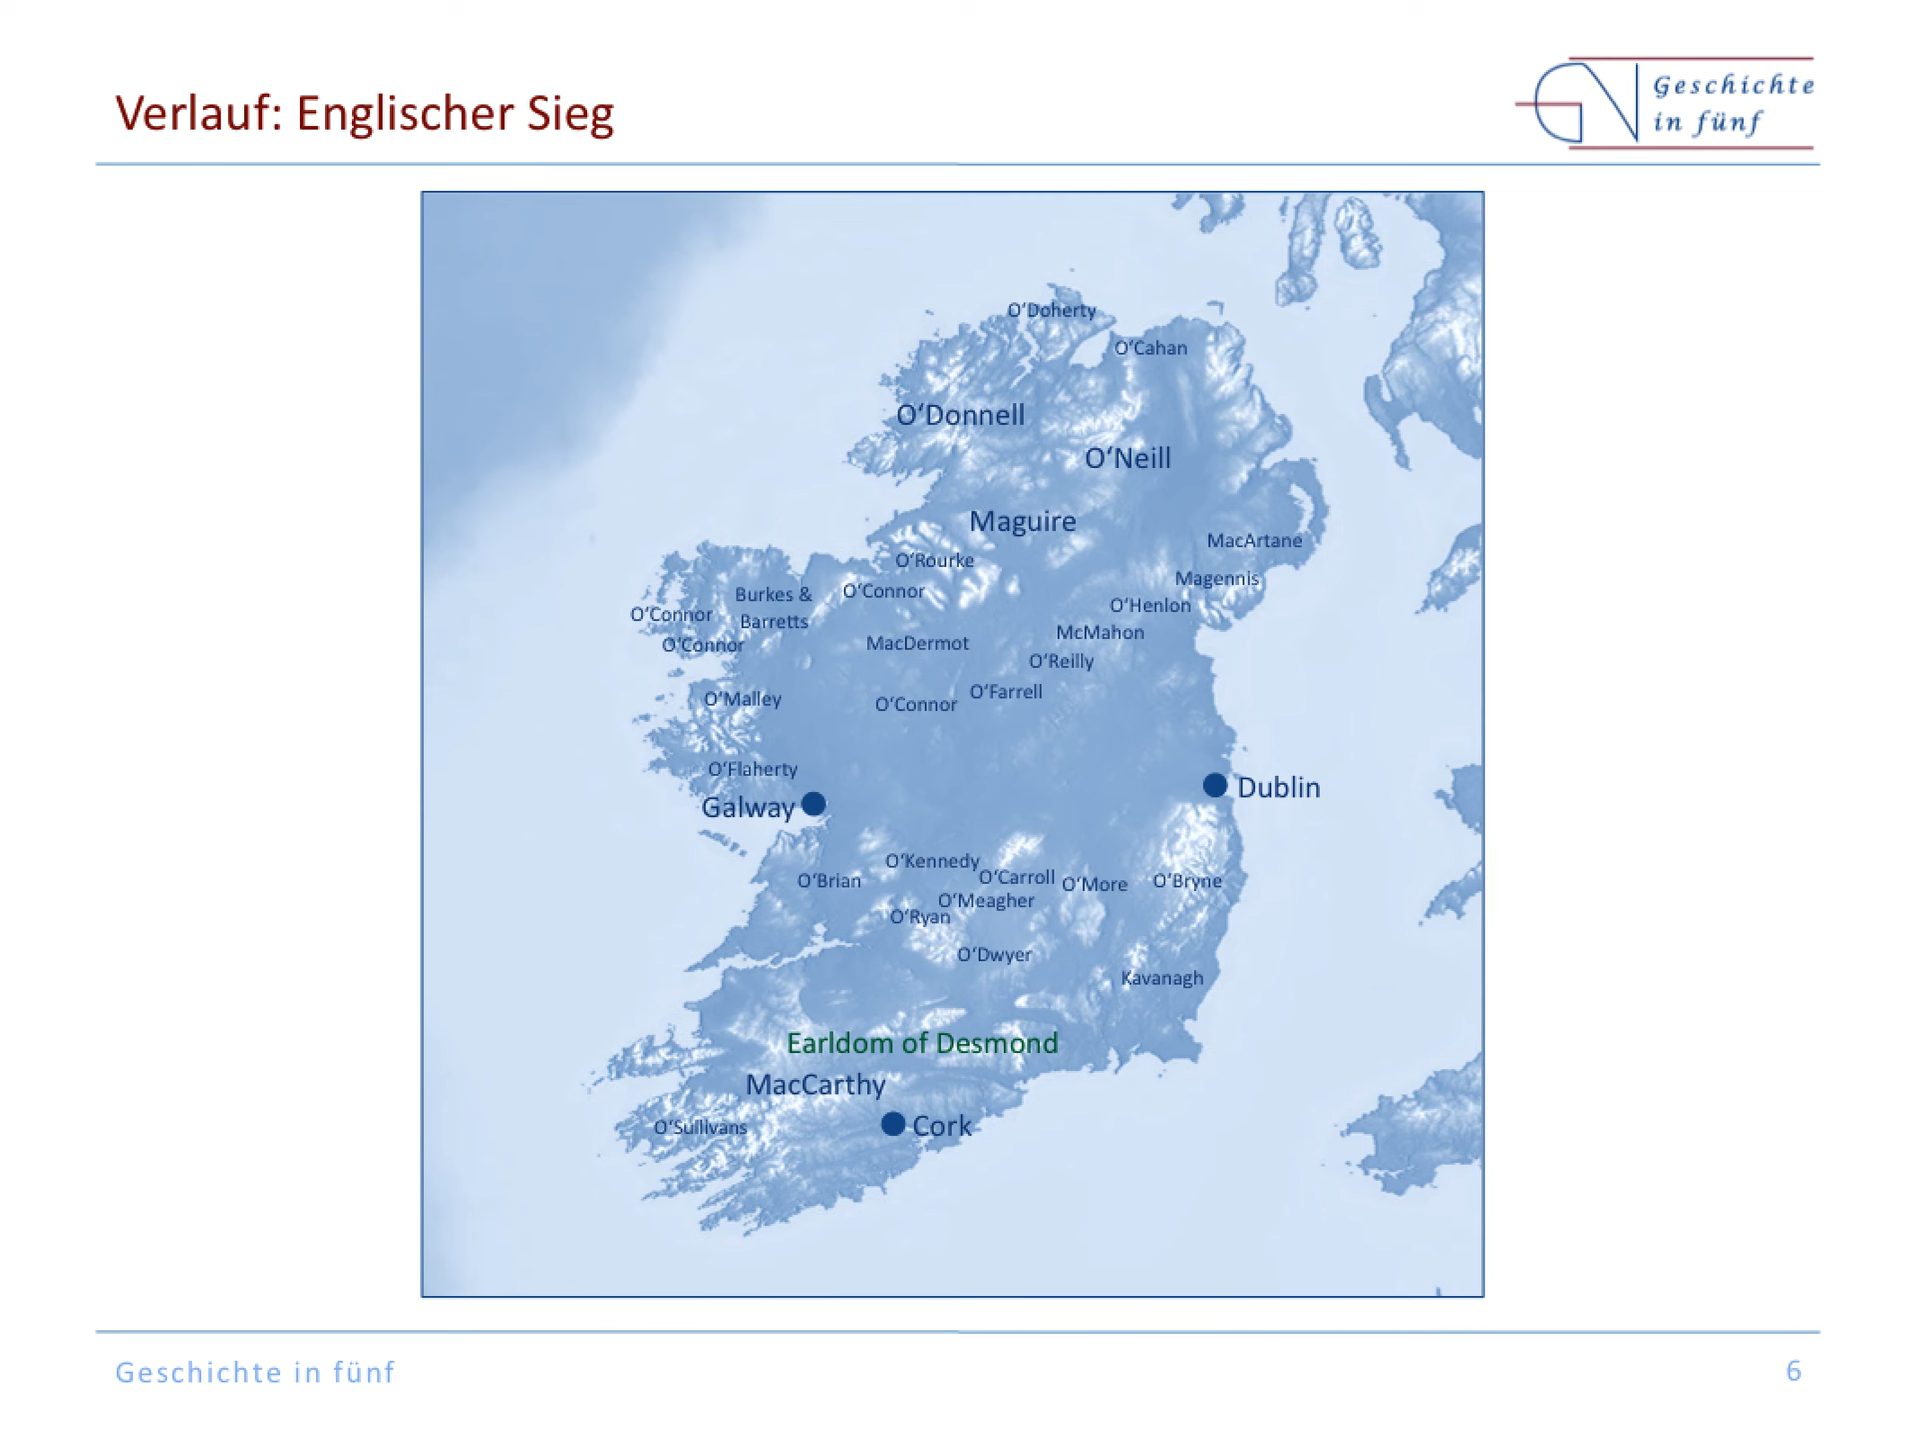 Verlauf: Englischer Sieg
Geschichte
in fünf
O‘Doherty
O‘Cahan
O‘Donnell
O‘Neill
Maguire
MacArtane
O‘Rourke
Magennis
Burkes &
Barretts
O‘Connor
O‘Henlon
O‘Connor
McMahon
O‘Connor
MacDermot
O‘Reilly
O‘Farrell
O‘Malley
O‘Connor
O‘Flaherty
Dublin
Galway
O‘Kennedy
O‘Carroll
O‘Brian
O‘More
O‘Bryne
O‘Meagher
O‘Ryan
O‘Dwyer
Kavanagh
Earldom of Desmond
MacCarthy
O‘Sullivans
Cork
Geschichte in fünf
6